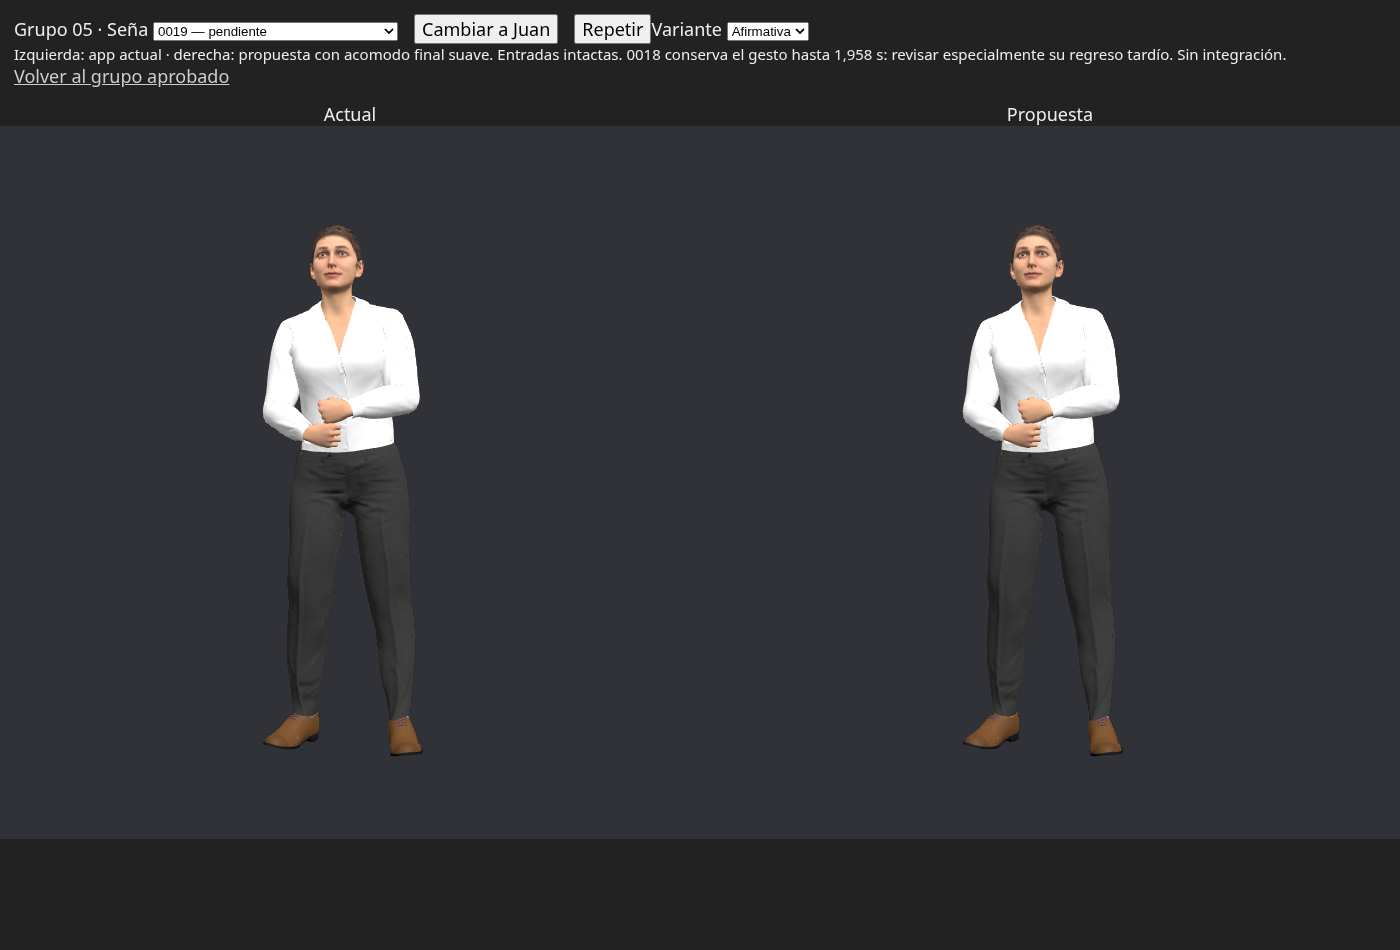 Grupo 05 · Seña 0019 — pendiente Cambiar a Juan Repetir Variante Afirmativa
Izquierda: app actual · derecha: propuesta con acomodo final suave. Entradas intactas. 0018 conserva el gesto hasta 1,958 s: revisar especialmente su regreso tardío. Sin integración.
Volver al grupo aprobado
Actual Propuesta